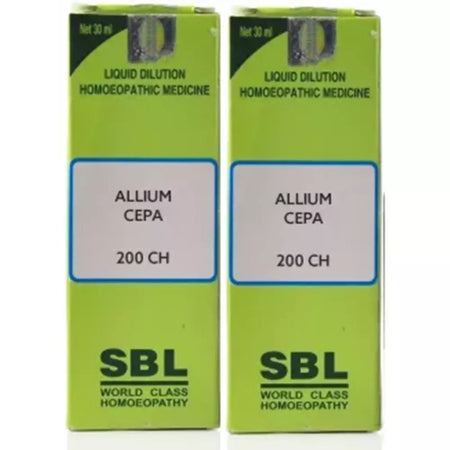 Net 30 ml
LIQUID DILUTION
HOMOEOPATHIC MEDICINE
ALLIUM
CEPA
200 CH
SBL
WORLD CLASS
HOMOEOPATHY
Net 30 ml
LIQUID DILUTION
HOMOEOPATHIC MEDICINE
ALLIUM
CEPA
200 CH
SBL
WORLD CLASS
HOMOEOPATHY